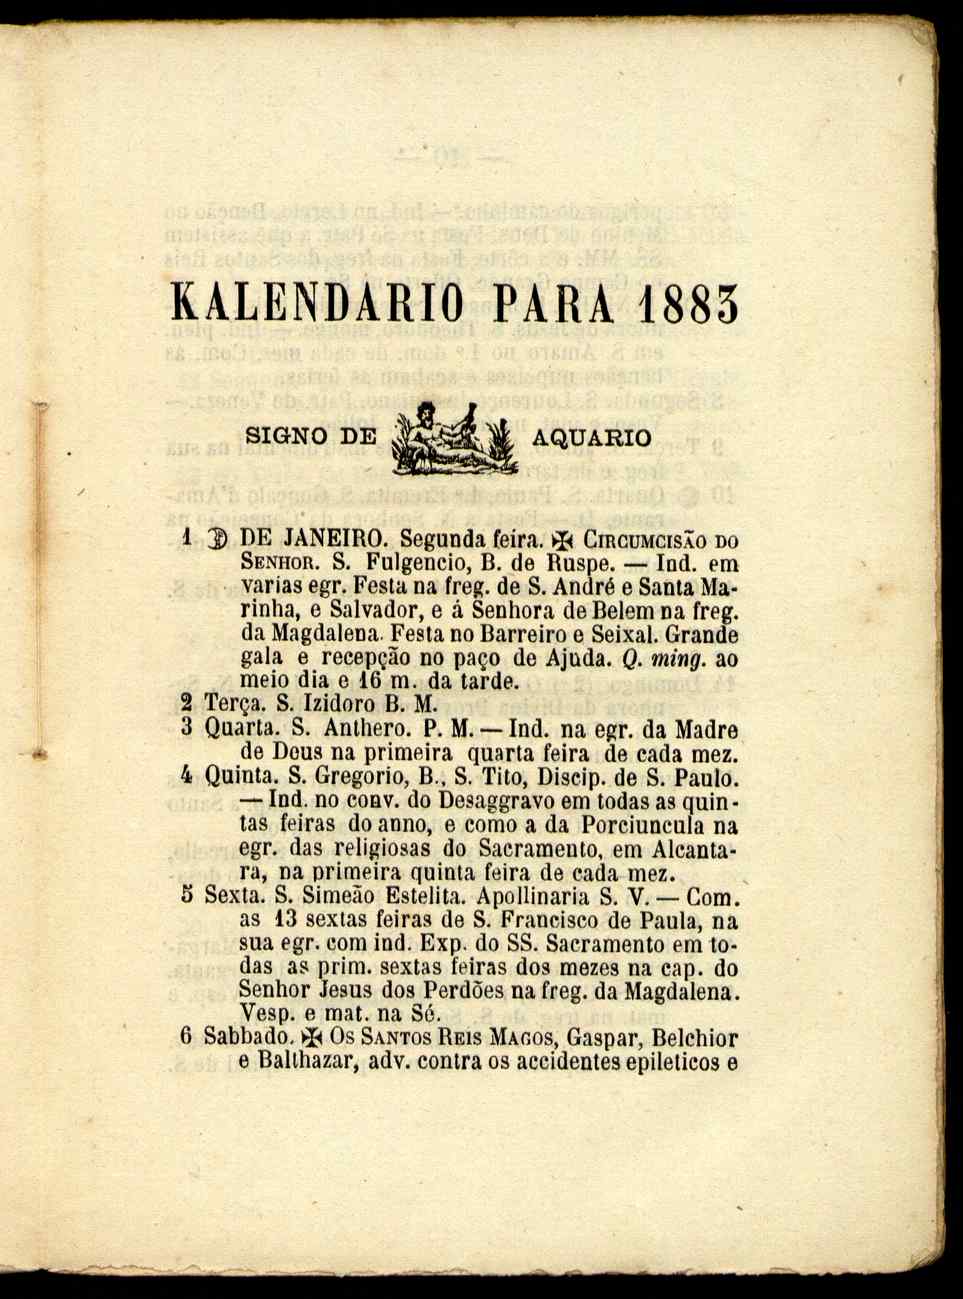 KALENDARIO PARA 1883
SIGNO DE AQUARIO
1 DE JANEIRO. Segunda feira. ✠ CIRCUMCISÃO DO
SENHOR. S. Fulgencio, B. de Ruspe. — Ind. em
varias egr. Festa na freg. de S. André e Santa Ma-
rinha, e Salvador, e á Senhora de Belem na freg.
da Magdalena. Festa no Barreiro e Seixal. Grande
gala e recepção no paço de Ajuda. Q. ming. ao
meio dia e 16 m. da tarde.
2 Terça. S. Izidoro B. M.
3 Quarta. S. Anthero. P. M. — Ind. na egr. da Madre
de Deus na primeira quarta feira de cada mez.
4 Quinta. S. Gregorio, B., S. Tito, Discip. de S. Paulo.
— Ind. no conv. do Desaggravo em todas as quin-
tas feiras do anno, e como a da Porciuncula na
egr. das religiosas do Sacramento, em Alcanta-
ra, na primeira quinta feira de cada mez.
5 Sexta. S. Simeão Estelita. Apollinaria S. V. — Com.
as 13 sextas feiras de S. Francisco de Paula, na
sua egr. com ind. Exp. do SS. Sacramento em to-
das as prim. sextas feiras dos mezes na cap. do
Senhor Jesus dos Perdões na freg. da Magdalena.
Vesp. e mat. na Sé.
6 Sabbado. ✠ OS SANTOS REIS MAGOS, Gaspar, Belchior
e Balthazar, adv. contra os accidentes epileticos e